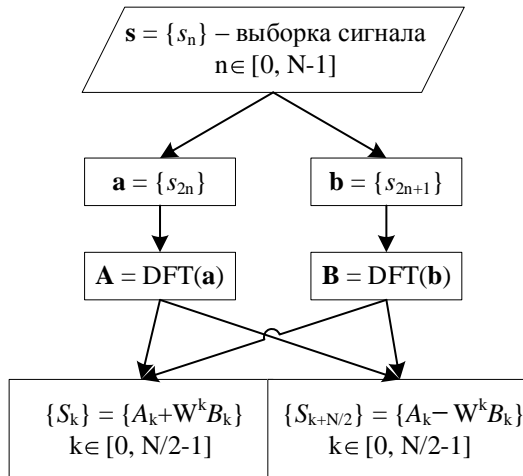 s = {sₙ} – выборка сигнала
n∈[0, N-1]
a = {s₂ₙ}
b = {s₂ₙ₊₁}
A = DFT(a)
B = DFT(b)
{Sₖ} = {Aₖ+WᵏBₖ}
k∈[0, N/2-1]
{Sₖ₊N/2} = {Aₖ− WᵏBₖ}
k∈[0, N/2-1]